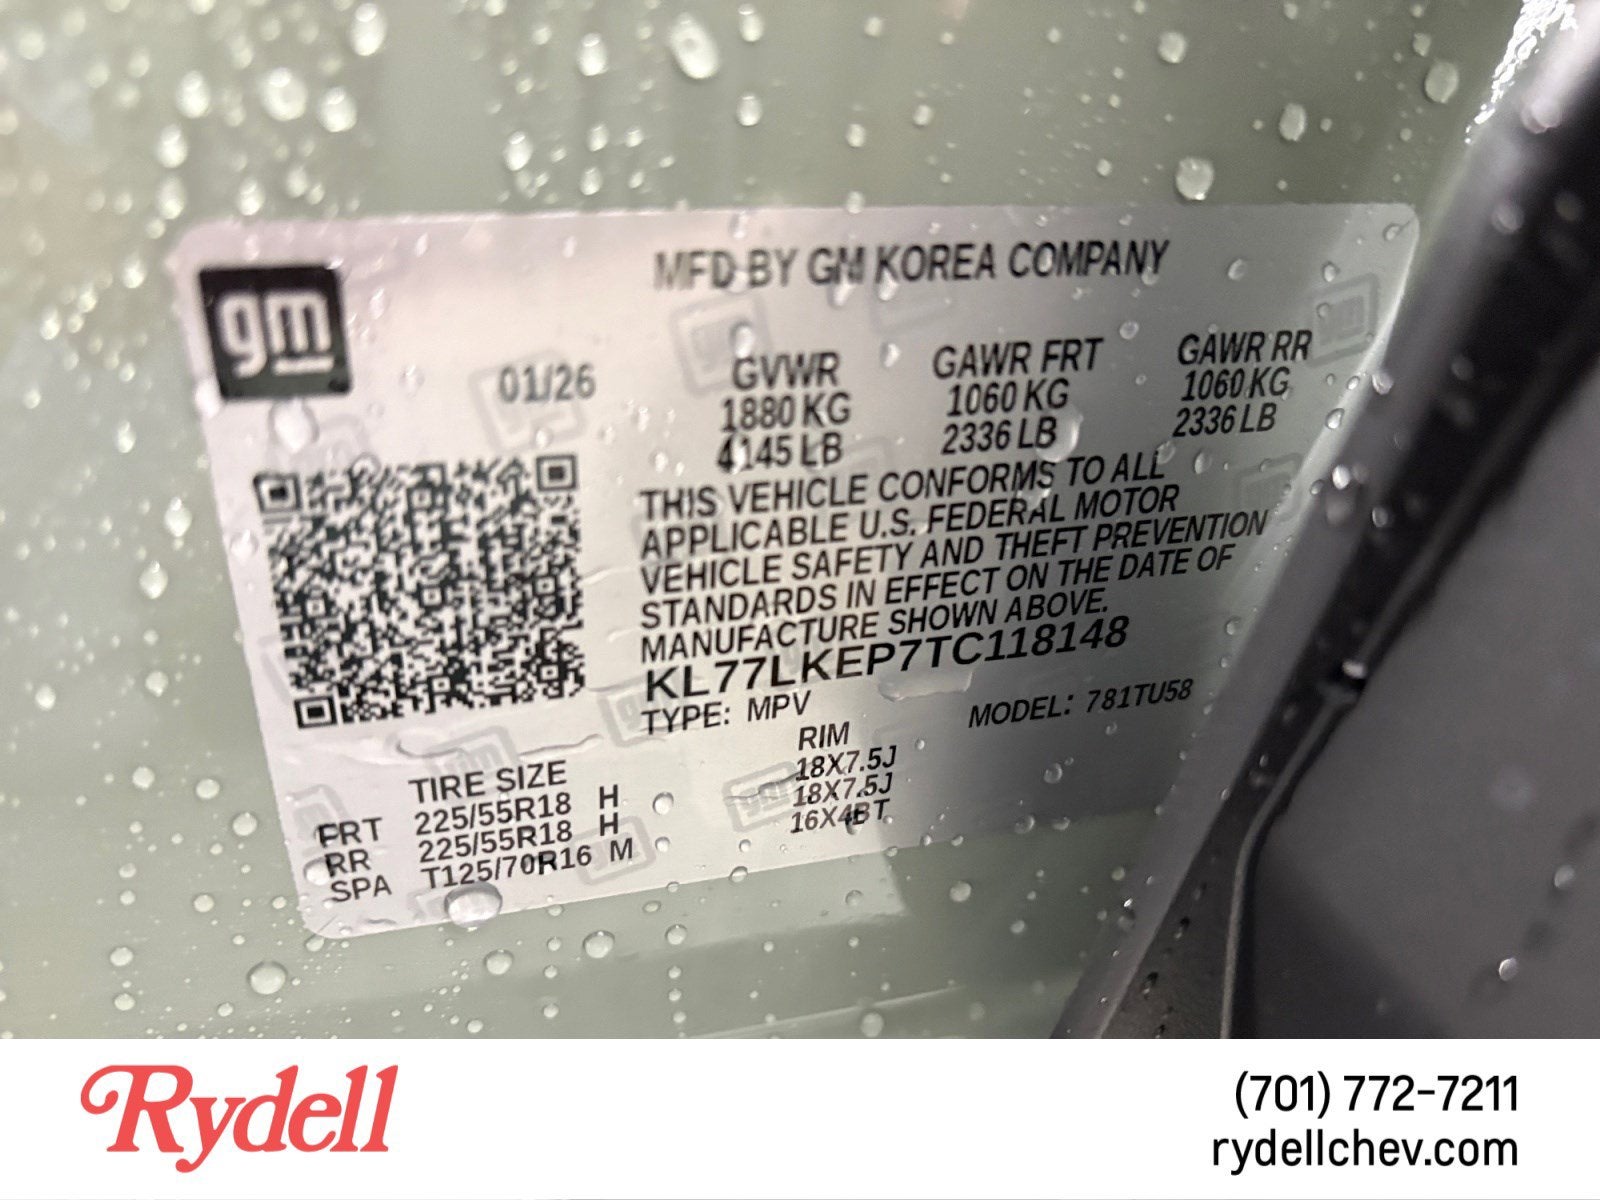 gm
MFD BY GM KOREA COMPANY
01/26
GVWR GAWR FRT GAWR RR
1880 KG 1060 KG 1060 KG
4145 LB 2336 LB 2336 LB
THIS VEHICLE CONFORMS TO ALL
APPLICABLE U.S. FEDERAL MOTOR
VEHICLE SAFETY AND THEFT PREVENTION
STANDARDS IN EFFECT ON THE DATE OF
MANUFACTURE SHOWN ABOVE.
KL77LKEP7TC118148
TYPE: MPV MODEL: 781TU58
TIRE SIZE RIM
FRT 225/55R18 H 18X7.5J
RR 225/55R18 H 18X7.5J
SPA T125/70R16 M 16X4BT
Rydell
(701) 772-7211
rydellchev.com